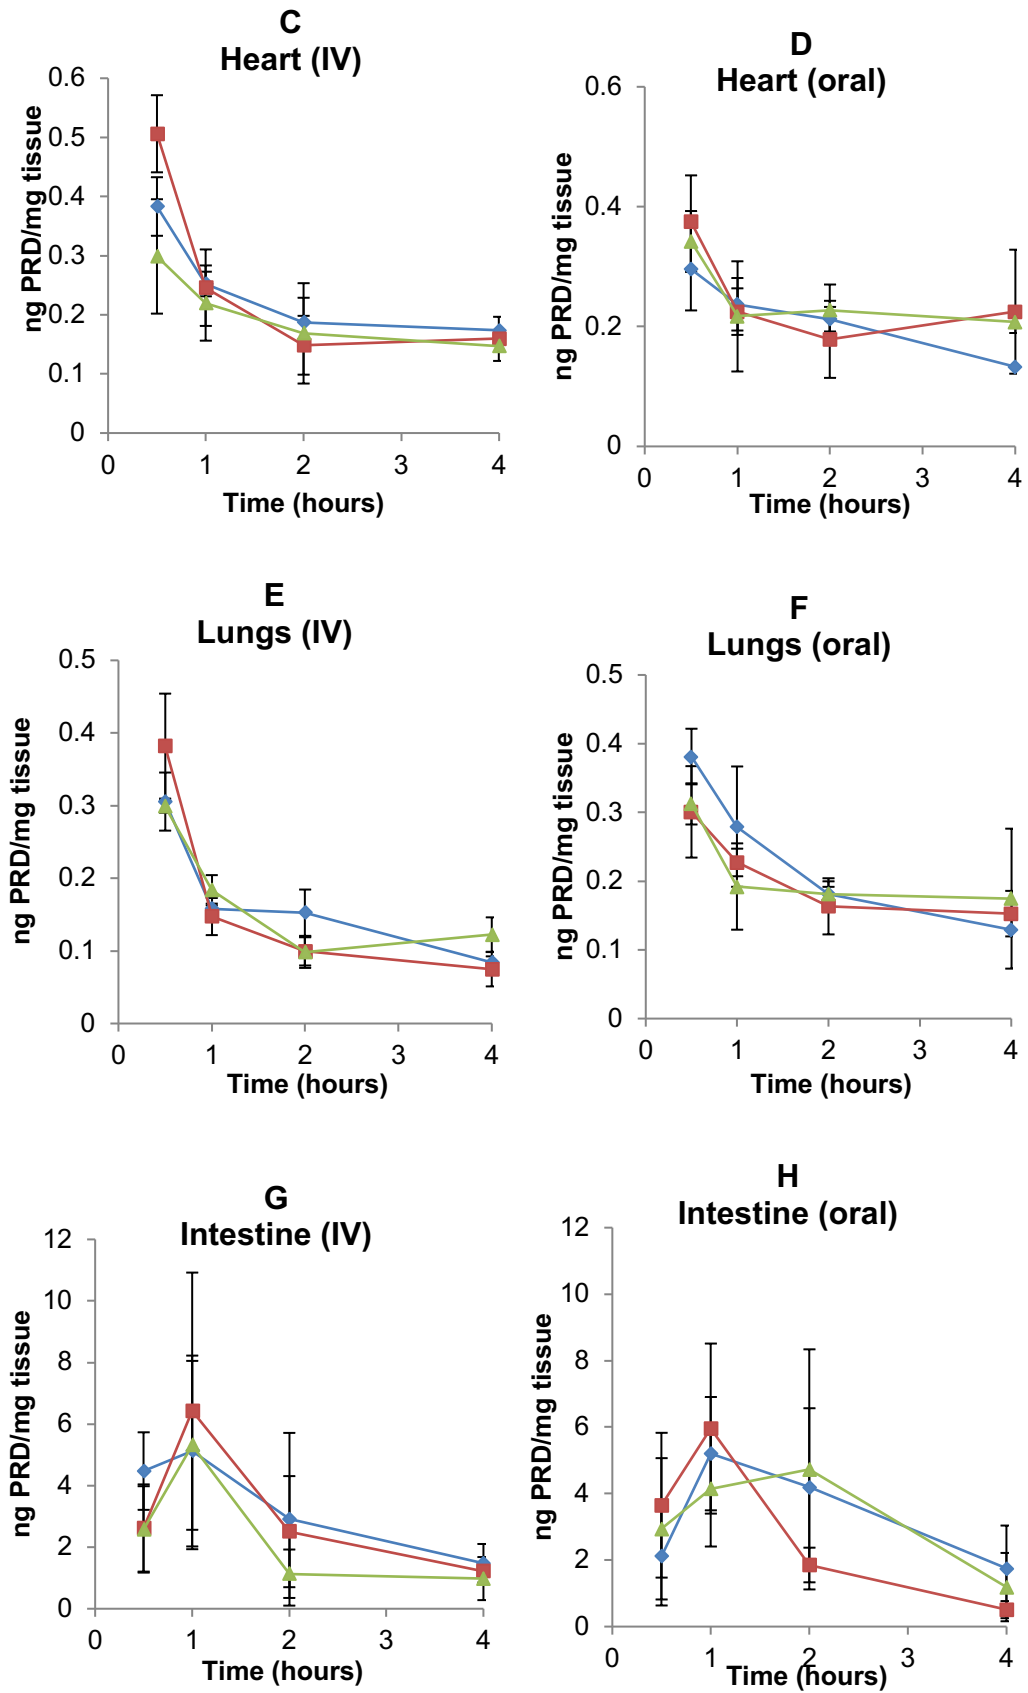 C
Heart (IV)
ng PRD/mg tissue
0.6
0.5
0.4
0.3
0.2
0.1
0
0 1 2 3 4
Time (hours)
D
Heart (oral)
ng PRD/mg tissue
0.6
0.4
0.2
0
0 1 2 3 4
Time (hours)
E
Lungs (IV)
ng PRD/mg tissue
0.5
0.4
0.3
0.2
0.1
0
0 1 2 3 4
Time (hours)
F
Lungs (oral)
ng PRD/mg tissue
0.5
0.4
0.3
0.2
0.1
0
0 1 2 3 4
Time (hours)
G
Intestine (IV)
ng PRD/mg tissue
12
10
8
6
4
2
0
0 1 2 3 4
Time (hours)
H
Intestine (oral)
ng PRD/mg tissue
12
10
8
6
4
2
0
0 1 2 3 4
Time (hours)